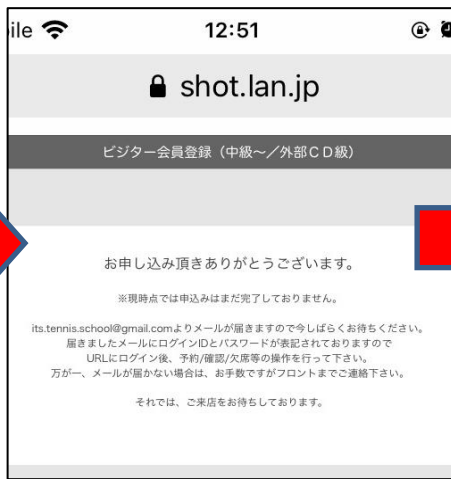 ile 12:51
shot.lan.jp
ビジター会員登録（中級～／外部ＣＤ級）
お申し込み頂きありがとうございます。
※現時点では申込みはまだ完了しておりません。
its.tennis.school@gmail.comよりメールが届きますので今しばらくお待ちください。
届きましたメールにログインIDとパスワードが表記されておりますので
URLにログイン後、予約/確認/欠席等の操作を行って下さい。
万が一、メールが届かない場合は、お手数ですがフロントまでご連絡下さい。
それでは、ご来店をお待ちしております。